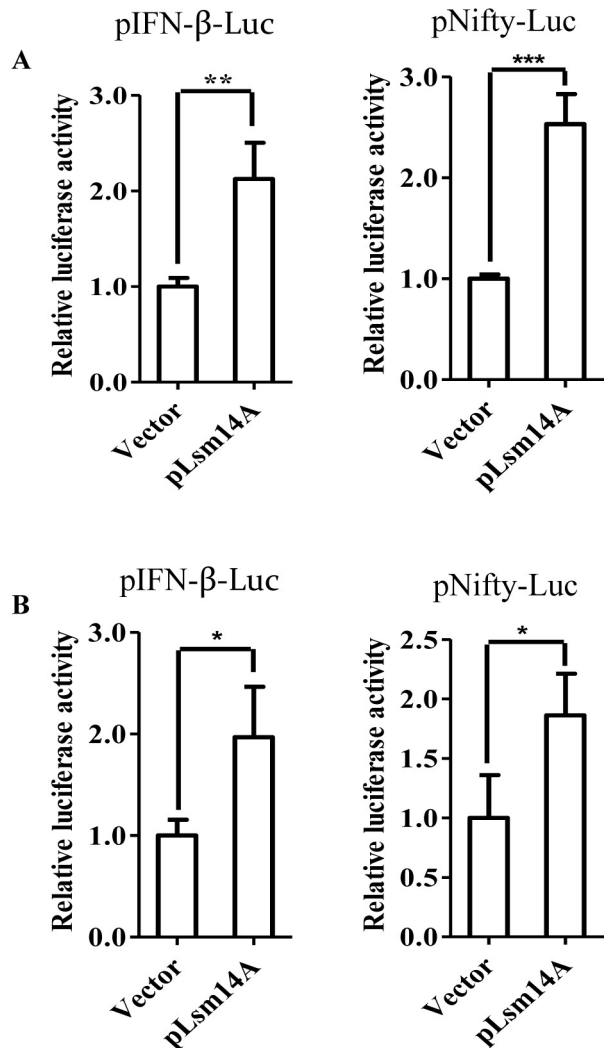 A
pIFN-β-Luc
Relative luciferase activity
3.0
2.0
1.0
0.0
**
Vector
pLsm14A
pNifty-Luc
Relative luciferase activity
3.0
2.0
1.0
0.0
***
Vector
pLsm14A
B
pIFN-β-Luc
Relative luciferase activity
3.0
2.0
1.0
0.0
*
Vector
pLsm14A
pNifty-Luc
Relative luciferase activity
2.5
2.0
1.5
1.0
0.5
0.0
*
Vector
pLsm14A